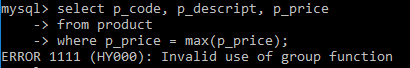 mysql> select p_code, p_descript, p_price
-> from product
-> where p_price = max(p_price);
ERROR 1111 (HY000): Invalid use of group function